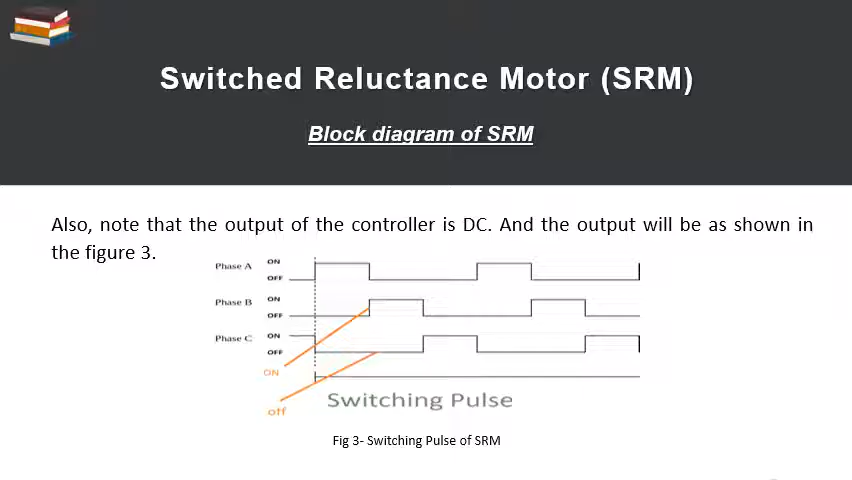 Switched Reluctance Motor (SRM)
Block diagram of SRM
Also, note that the output of the controller is DC. And the output will be as shown in
the figure 3.
Phase A ON
OFF
Phase B ON
OFF
Phase C ON
OFF
ON
off
Switching Pulse
Fig 3- Switching Pulse of SRM